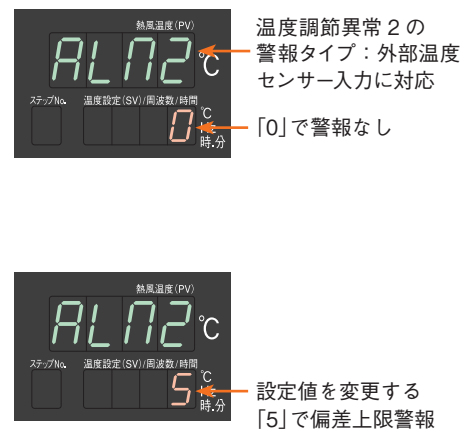 熱風温度(PV)
ALM2
℃
ステップNo.
温度設定(SV)/周波数/時間
0
℃
時.分
温度調節異常２の
警報タイプ：外部温度
センサー入力に対応
「0」で警報なし
熱風温度(PV)
ALM2
℃
ステップNo.
温度設定(SV)/周波数/時間
5
℃
時.分
設定値を変更する
「5」で偏差上限警報